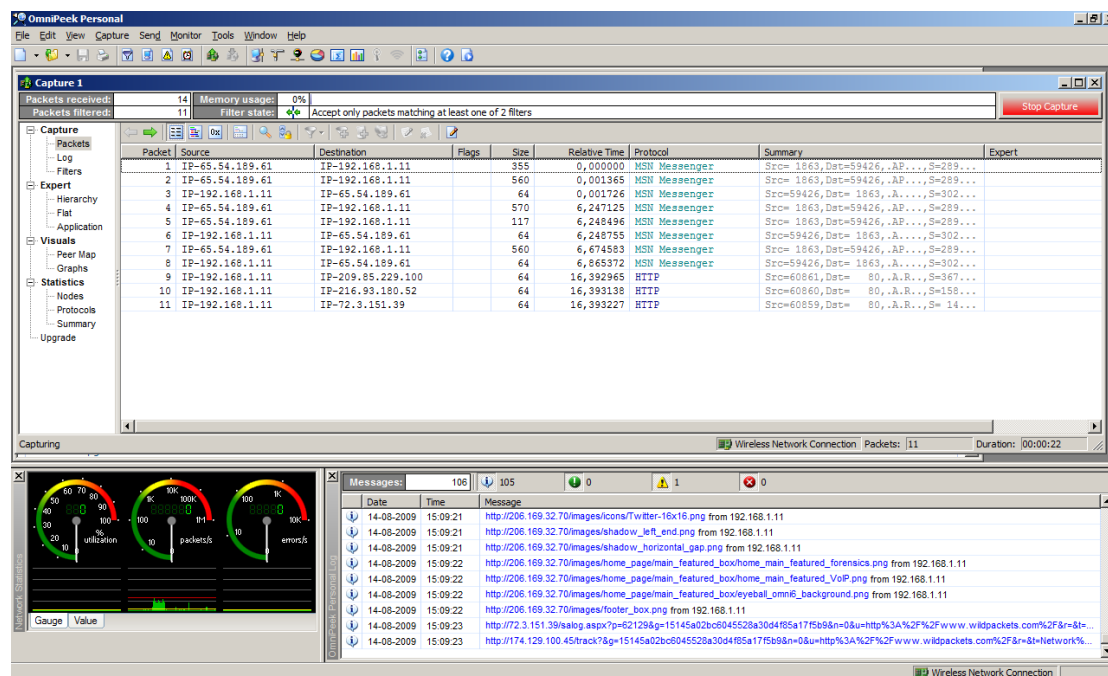 OmniPeek Personal
File Edit View Capture Send Monitor Tools Window Help
Capture 1
Packets received: 14 Memory usage: 0%
Packets filtered: 11 Filter state: Accept only packets matching at least one of 2 filters
Stop Capture
Capture
Packets
Log
Filters
Expert
Hierarchy
Flat
Application
Visuals
Peer Map
Graphs
Statistics
Nodes
Protocols
Summary
Upgrade
Packet Source Destination Flags Size Relative Time Protocol Summary Expert
1 IP-65.54.189.61 IP-192.168.1.11 355 0,000000 MSN Messenger Src= 1863,Dst=59426,.AP...,S=289...
2 IP-65.54.189.61 IP-192.168.1.11 560 0,001365 MSN Messenger Src= 1863,Dst=59426,.AP...,S=289...
3 IP-192.168.1.11 IP-65.54.189.61 64 0,001726 MSN Messenger Src=59426,Dst= 1863,.A....,S=302...
4 IP-65.54.189.61 IP-192.168.1.11 570 6,247125 MSN Messenger Src= 1863,Dst=59426,.AP...,S=289...
5 IP-65.54.189.61 IP-192.168.1.11 117 6,248496 MSN Messenger Src= 1863,Dst=59426,.AP...,S=289...
6 IP-192.168.1.11 IP-65.54.189.61 64 6,248755 MSN Messenger Src=59426,Dst= 1863,.A....,S=302...
7 IP-65.54.189.61 IP-192.168.1.11 560 6,674583 MSN Messenger Src= 1863,Dst=59426,.AP...,S=289...
8 IP-192.168.1.11 IP-65.54.189.61 64 6,865372 MSN Messenger Src=59426,Dst= 1863,.A....,S=302...
9 IP-192.168.1.11 IP-209.85.229.100 64 16,392965 HTTP Src=60861,Dst= 80,.A.R..,S=367...
10 IP-192.168.1.11 IP-216.93.180.52 64 16,393138 HTTP Src=60860,Dst= 80,.A.R..,S=158...
11 IP-192.168.1.11 IP-72.3.151.39 64 16,393227 HTTP Src=60859,Dst= 80,.A.R..,S= 14...
Capturing Wireless Network Connection Packets: 11 Duration: 00:00:22
Network Statistics
10 20 30 40 50 60 70 80 90 100 % utilization
10 100 1K 10K 100K 1M packets/s
10 100 1K 10K errors/s
Gauge Value
OmniPeek Personal Log
Messages: 106 105 0 1 0
Date Time Message
14-08-2009 15:09:21 http://206.169.32.70/images/icons/Twitter-16x16.png from 192.168.1.11
14-08-2009 15:09:21 http://206.169.32.70/images/shadow_left_end.png from 192.168.1.11
14-08-2009 15:09:21 http://206.169.32.70/images/shadow_horizontal_gap.png from 192.168.1.11
14-08-2009 15:09:22 http://206.169.32.70/images/home_page/main_featured_box/home_main_featured_forensics.png from 192.168.1.11
14-08-2009 15:09:22 http://206.169.32.70/images/home_page/main_featured_box/home_main_featured_VoIP.png from 192.168.1.11
14-08-2009 15:09:22 http://206.169.32.70/images/home_page/main_featured_box/eyeball_omni6_background.png from 192.168.1.11
14-08-2009 15:09:22 http://206.169.32.70/images/footer_box.png from 192.168.1.11
14-08-2009 15:09:23 http://72.3.151.39/salog.aspx?p=62129&g=15145a02bc6045528a30d4f85a17f5b9&n=0&u=http%3A%2F%2Fwww.wildpackets.com%2F&r=&t=...
14-08-2009 15:09:23 http://174.129.100.45/track?&g=15145a02bc6045528a30d4f85a17f5b9&n=0&u=http%3A%2F%2Fwww.wildpackets.com%2F&r=&t=Network%...
Wireless Network Connection